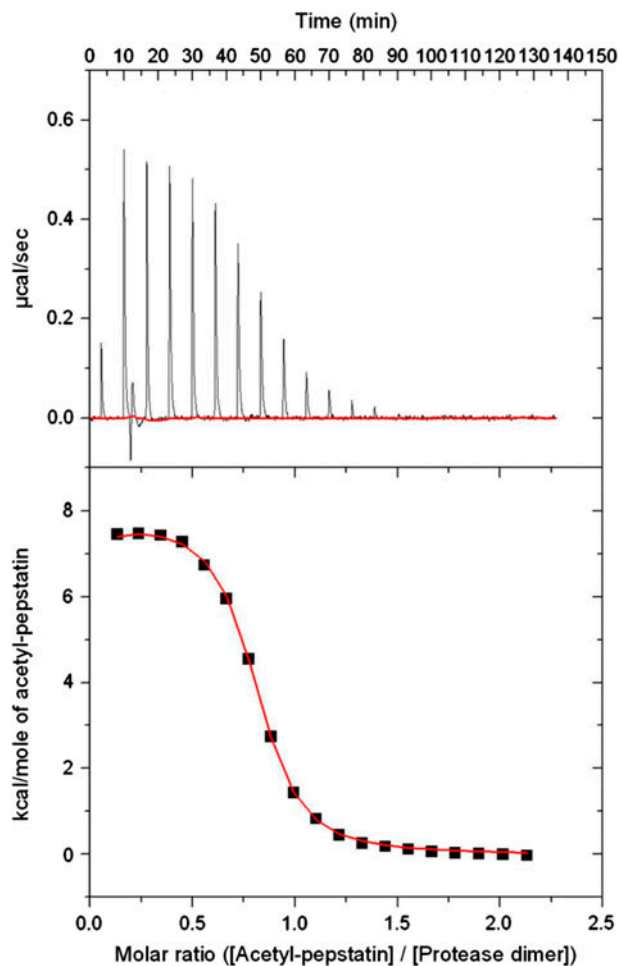 Time (min)
0 10 20 30 40 50 60 70 80 90 100 110 120 130 140 150
0.6
0.4
0.2
0.0
µcal/sec
8
6
4
2
0
kcal/mole of acetyl-pepstatin
0.0 0.5 1.0 1.5 2.0 2.5
Molar ratio ([Acetyl-pepstatin] / [Protease dimer])